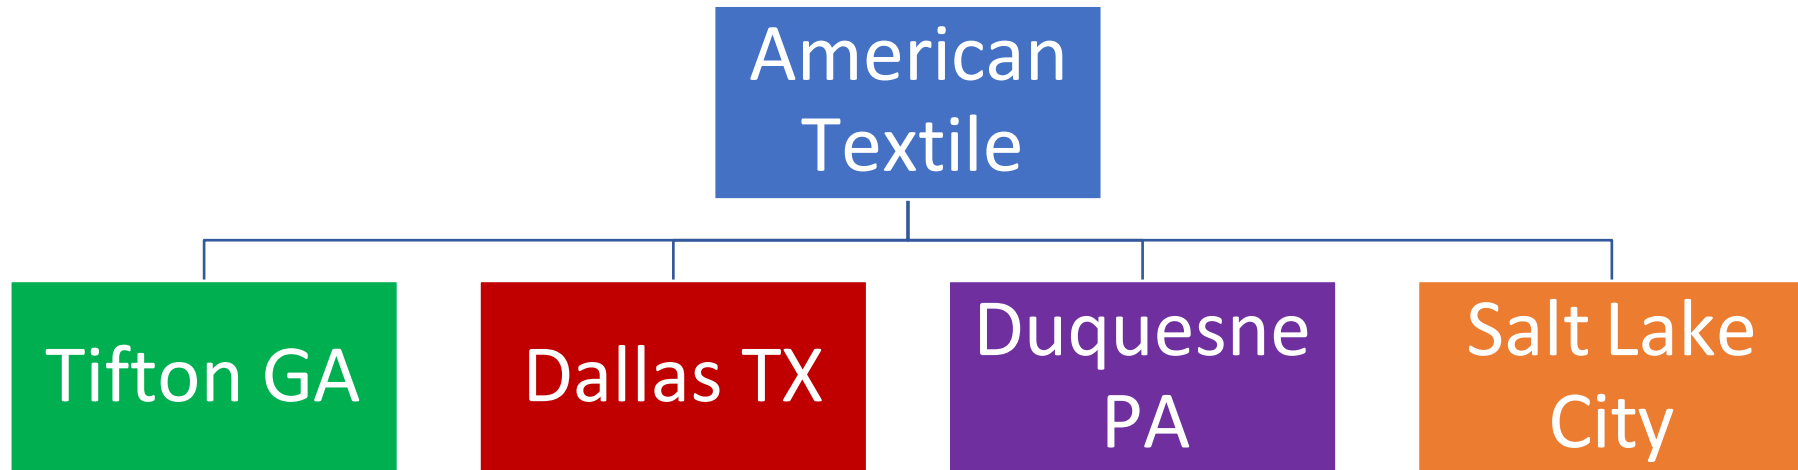 American
Textile
Tifton GA
Dallas TX
Duquesne
PA
Salt Lake
City